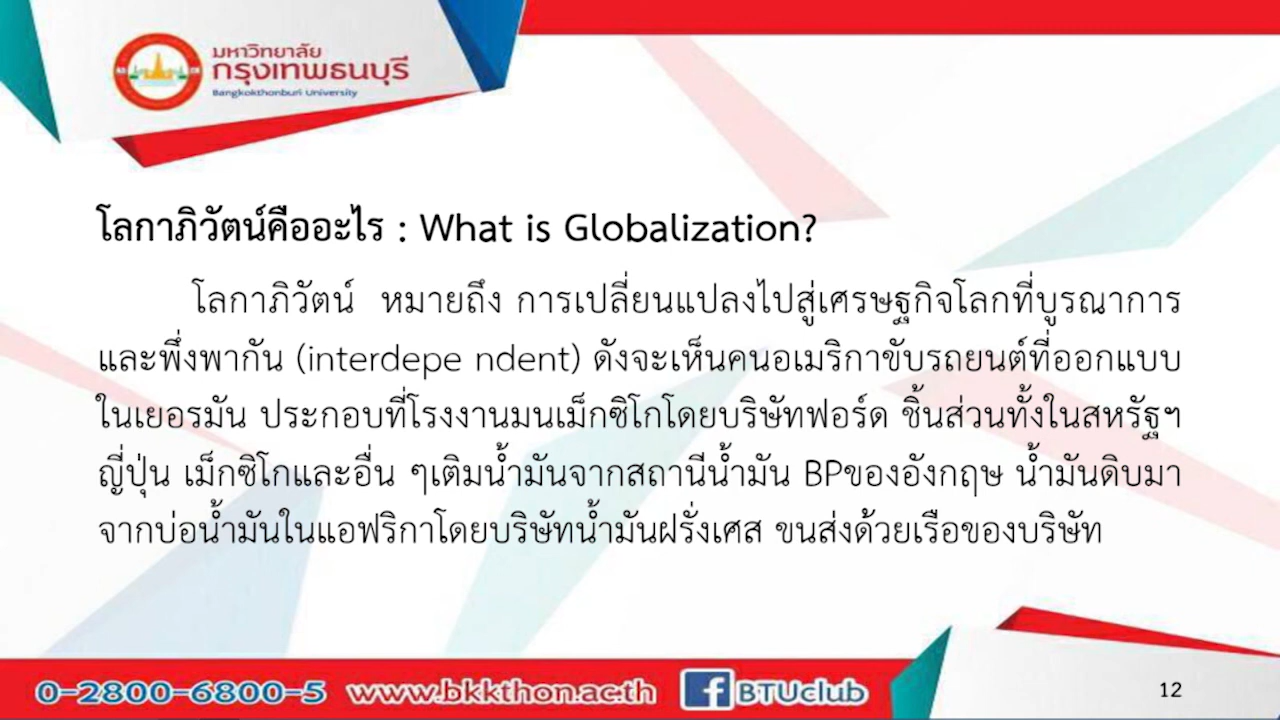 มหาวิทยาลัย
กรุงเทพธนบุรี
Bangkokthonburi University
โลกาภิวัตน์คืออะไร : What is Globalization?
โลกาภิวัตน์ หมายถึง การเปลี่ยนแปลงไปสู่เศรษฐกิจโลกที่บูรณาการ
และพึ่งพากัน (interdepe ndent) ดังจะเห็นคนอเมริกาขับรถยนต์ที่ออกแบบ
ในเยอรมัน ประกอบที่โรงงานมนเม็กซิโกโดยบริษัทฟอร์ด ชิ้นส่วนทั้งในสหรัฐฯ
ญี่ปุ่น เม็กซิโกและอื่น ๆเติมน้ำมันจากสถานีน้ำมัน BPของอังกฤษ น้ำมันดิบมา
จากบ่อน้ำมันในแอฟริกาโดยบริษัทน้ำมันฝรั่งเศส ขนส่งด้วยเรือของบริษัท
0-2800-6800-5 www.bkkthon.ac.th f BTUclub
12